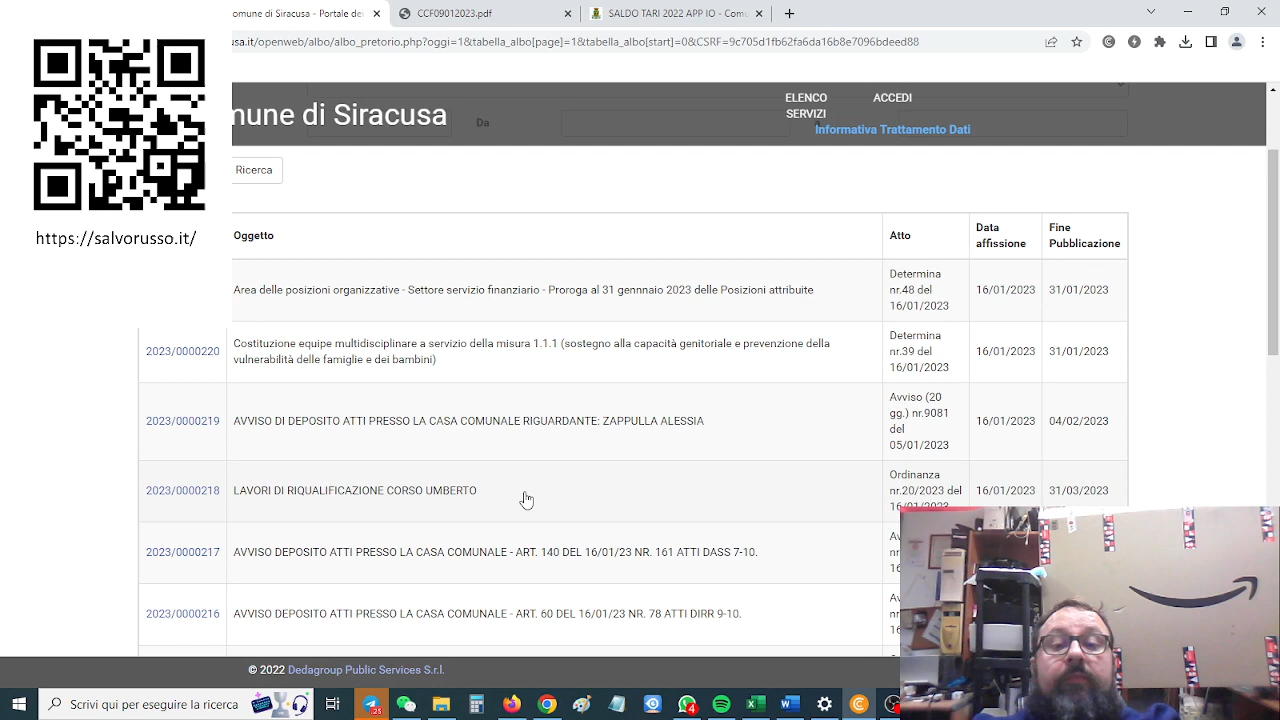 omune di Siracusa - Portale de
CCF09012023.pdf
SALDO TARI 2022 APP IO - Com
usa.it/openweb/albo/albo_pretorio.php?oggi=1&tabella_albo[page]=1&tabella_albo[start]=0&CSRF=
https://salvorusso.it/
mune di Siracusa
Da
ELENCO
SERVIZI
ACCEDI
Informativa Trattamento Dati
Ricerca
Oggetto
Atto
Data
affissione
Fine
Pubblicazione
Area delle posizioni organizzative - Settore servizio finanziario - Proroga al 31 gennnaio 2023 delle Posizioni attribuite
Determina
nr.48 del
16/01/2023
16/01/2023
31/01/2023
2023/0000220
Costituzione equipe multidisciplinare a servizio della misura 1.1.1 (sostegno alla capacità genitoriale e prevenzione della
vulnerabilità delle famiglie e dei bambini)
Determina
nr.39 del
16/01/2023
16/01/2023
31/01/2023
2023/0000219
AVVISO DI DEPOSITO ATTI PRESSO LA CASA COMUNALE RIGUARDANTE: ZAPPULLA ALESSIA
Avviso (20
gg.) nr.9081
del
05/01/2023
16/01/2023
04/02/2023
2023/0000218
LAVORI DI RIQUALIFICAZIONE CORSO UMBERTO
Ordinanza
nr.20/2023 del
16/01/2023
16/01/2023
31/03/2023
2023/0000217
AVVISO DEPOSITO ATTI PRESSO LA CASA COMUNALE - ART. 140 DEL 16/01/23 NR. 161 ATTI DASS 7-10.
2023/0000216
AVVISO DEPOSITO ATTI PRESSO LA CASA COMUNALE - ART. 60 DEL 16/01/23 NR. 78 ATTI DIRR 9-10.
© 2022 Dedagroup Public Services S.r.l.
Scrivi qui per eseguire la ricerca
25
4